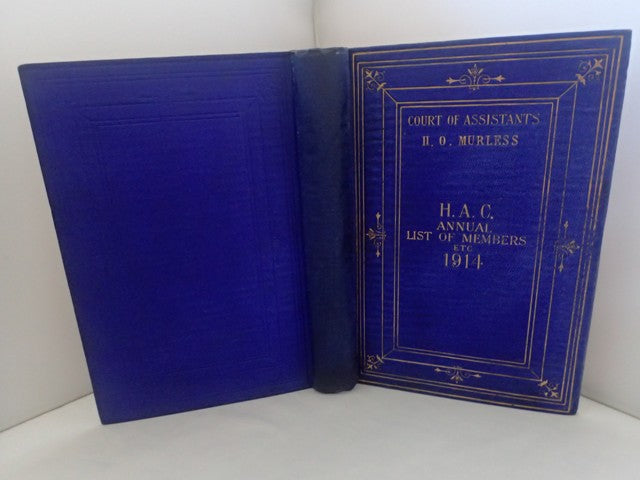 COURT OF ASSISTANTS
H. O. MURLESS
H. A. C.
ANNUAL
LIST OF MEMBERS
ETC
1914